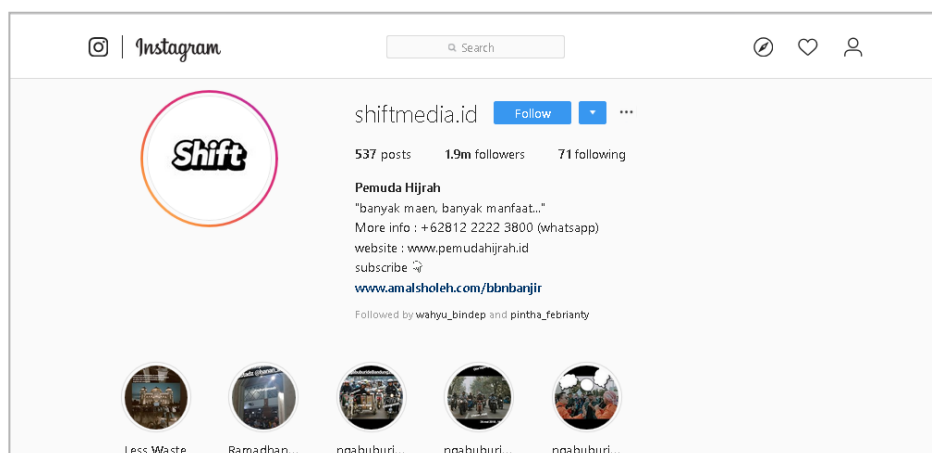 Instagram
Search
Shift
shiftmedia.id Follow
537 posts 1.9m followers 71 following
Pemuda Hijrah
"banyak maen, banyak manfaat..."
More info : +62812 2222 3800 (whatsapp)
website : www.pemudahijrah.id
subscribe
www.amalsholeh.com/bbnbanjir
Followed by wahyu_bindep and pintha_febrianty
Less Waste Ramadhan... ngabuburi... ngabuburi... ngabuburi...